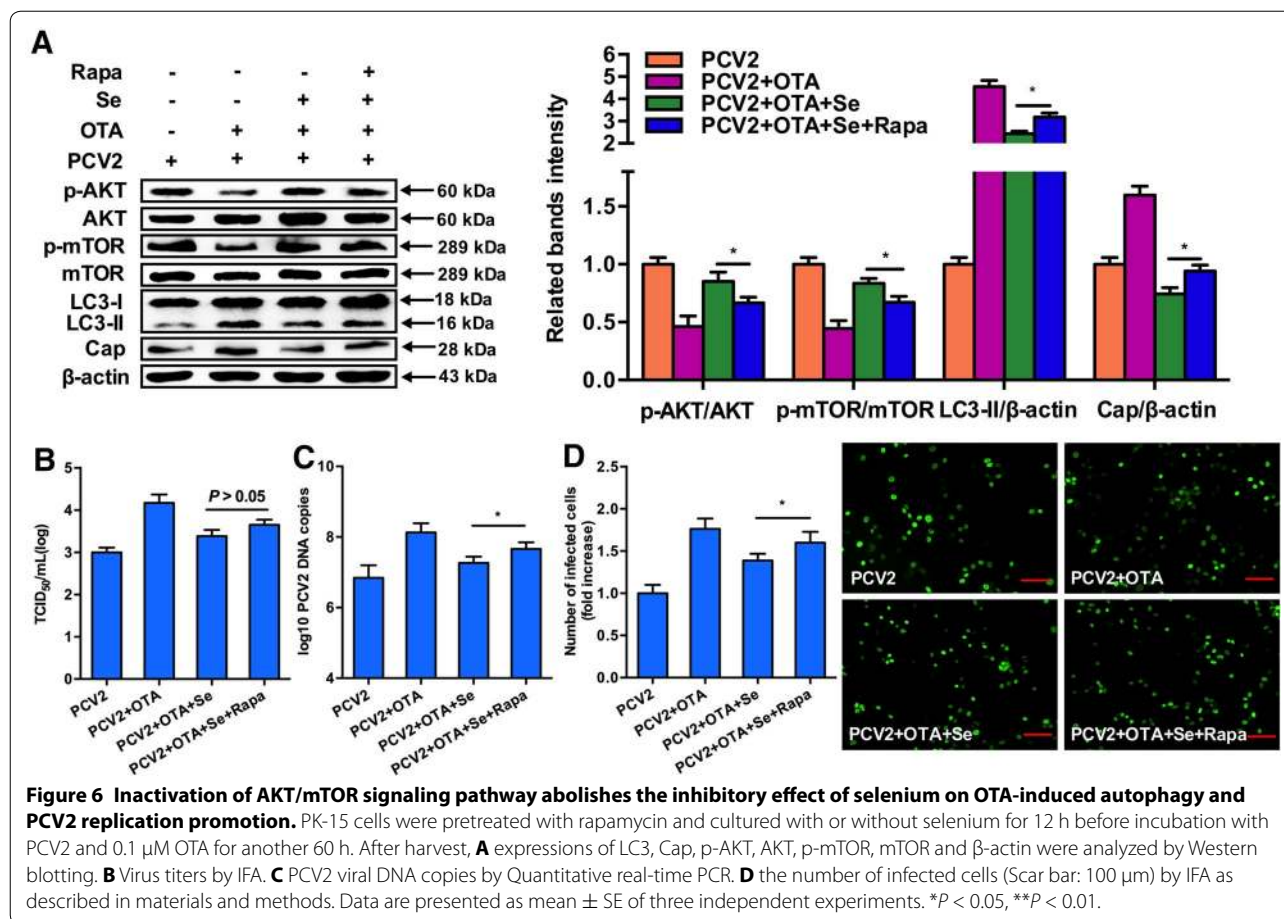 A
Rapa - - - +
Se - - + +
OTA - + + +
PCV2 + + + +
p-AKT 60 kDa
AKT 60 kDa
p-mTOR 289 kDa
mTOR 289 kDa
LC3-I 18 kDa
LC3-II 16 kDa
Cap 28 kDa
β-actin 43 kDa
Related bands intensity
6
5
4
3
2
1.5
1.0
0.5
0.0
PCV2
PCV2+OTA
PCV2+OTA+Se
PCV2+OTA+Se+Rapa
* * * *
p-AKT/AKT p-mTOR/mTOR LC3-II/β-actin Cap/β-actin
B
TCID50/mL(log)
5
4
3
2
1
0
P > 0.05
PCV2
PCV2+OTA
PCV2+OTA+Se
PCV2+OTA+Se+Rapa
C
log10 PCV2 DNA copies
10
8
6
4
*
PCV2
PCV2+OTA
PCV2+OTA+Se
PCV2+OTA+Se+Rapa
D
Number of infected cells
(fold increase)
2.5
2.0
1.5
1.0
0.5
0.0
*
PCV2
PCV2+OTA
PCV2+OTA+Se
PCV2+OTA+Se+Rapa
PCV2
PCV2+OTA
PCV2+OTA+Se
PCV2+OTA+Se+Rapa
Figure 6 Inactivation of AKT/mTOR signaling pathway abolishes the inhibitory effect of selenium on OTA-induced autophagy and
PCV2 replication promotion. PK-15 cells were pretreated with rapamycin and cultured with or without selenium for 12 h before incubation with
PCV2 and 0.1 μM OTA for another 60 h. After harvest, A expressions of LC3, Cap, p-AKT, AKT, p-mTOR, mTOR and β-actin were analyzed by Western
blotting. B Virus titers by IFA. C PCV2 viral DNA copies by Quantitative real-time PCR. D the number of infected cells (Scar bar: 100 μm) by IFA as
described in materials and methods. Data are presented as mean ± SE of three independent experiments. *P < 0.05, **P < 0.01.